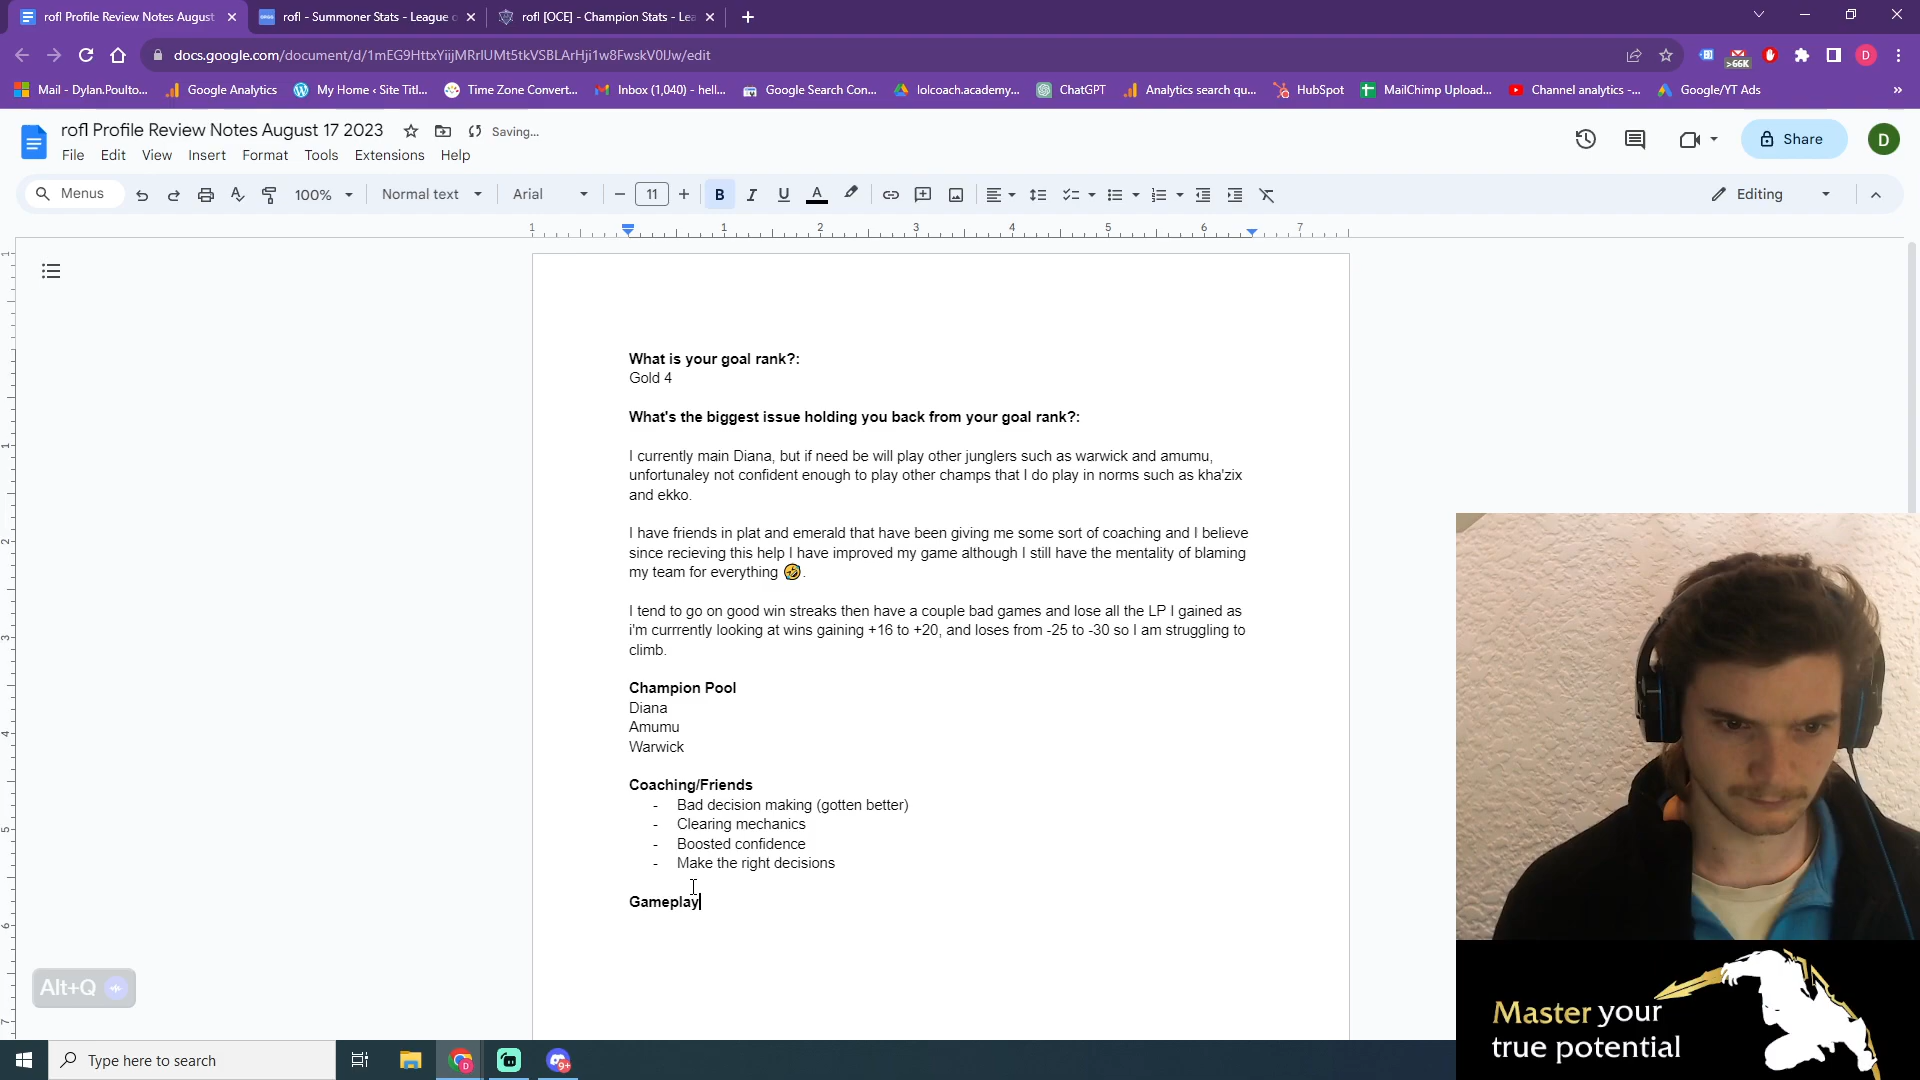 rofl Profile Review Notes August
rofl - Summoner Stats - League o
rofl [OCE] - Champion Stats - Lea
docs.google.com/document/d/1mEG9HttxYiijMRrlUMt5tkVSBLArHji1w8FwskV0lJw/edit
>66K
D
Mail - Dylan.Poulto...
Google Analytics
My Home ‹ Site Titl...
Time Zone Convert...
Inbox (1,040) - hell...
Google Search Con...
lolcoach.academy...
ChatGPT
Analytics search qu...
HubSpot
MailChimp Upload...
Channel analytics -...
Google/YT Ads
»
rofl Profile Review Notes August 17 2023
Saving...
File Edit View Insert Format Tools Extensions Help
Share
D
Menus
100%
Normal text
Arial
11
B I U A
Editing
1 1 2 3 4 5 6 7
What is your goal rank?:
Gold 4
What's the biggest issue holding you back from your goal rank?:
I currently main Diana, but if need be will play other junglers such as warwick and amumu,
unfortunaley not confident enough to play other champs that I do play in norms such as kha'zix
and ekko.
I have friends in plat and emerald that have been giving me some sort of coaching and I believe
since recieving this help I have improved my game although I still have the mentality of blaming
my team for everything 🤣.
I tend to go on good win streaks then have a couple bad games and lose all the LP I gained as
i'm currrently looking at wins gaining +16 to +20, and loses from -25 to -30 so I am struggling to
climb.
Champion Pool
Diana
Amumu
Warwick
Coaching/Friends
- Bad decision making (gotten better)
- Clearing mechanics
- Boosted confidence
- Make the right decisions
Gameplay
Alt+Q
Master your
true potential
Type here to search
D
9+